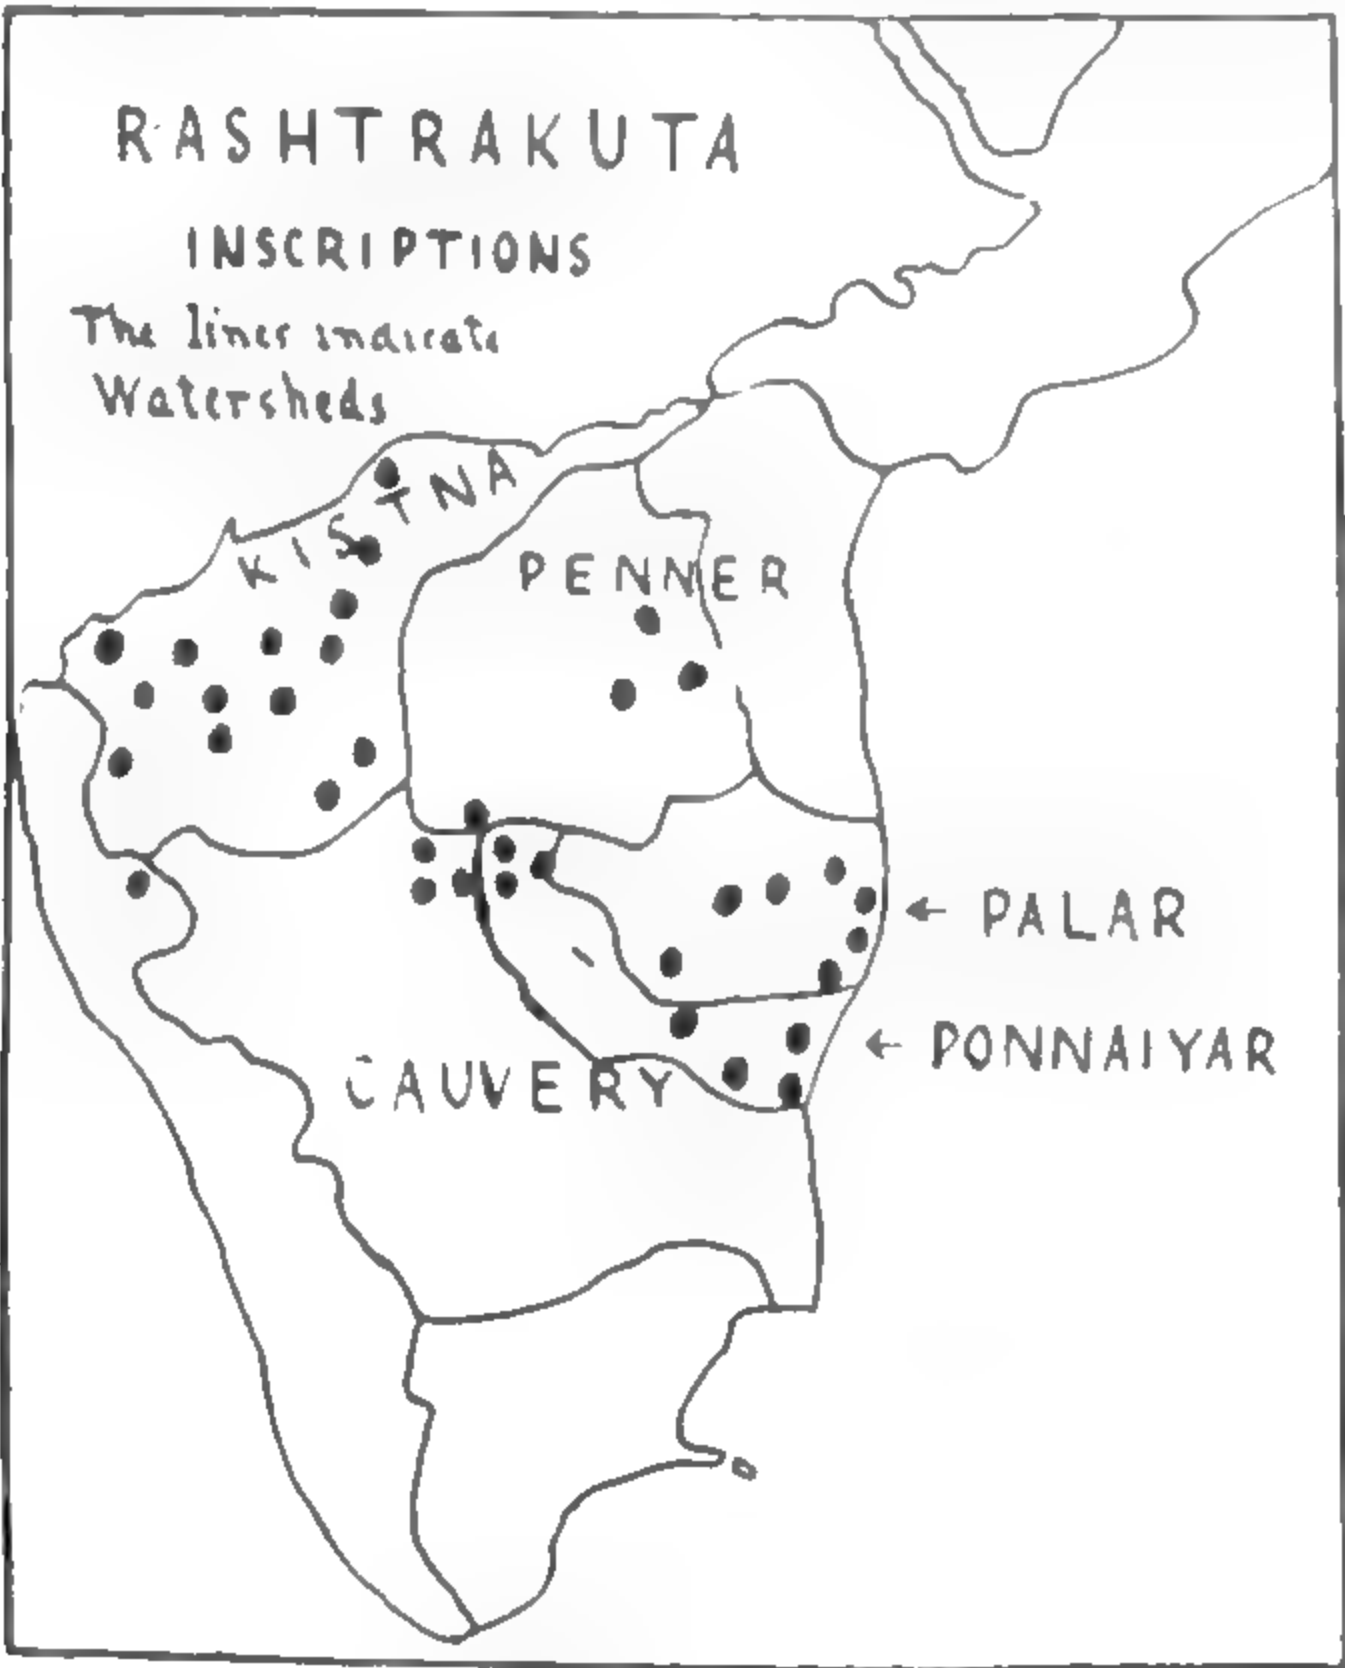 RASHTRAKUTA
INSCRIPTIONS
The lines indicate
Watersheds
KISTNA
PENNER
← PALAR
← PONNAIYAR
CAUVERY